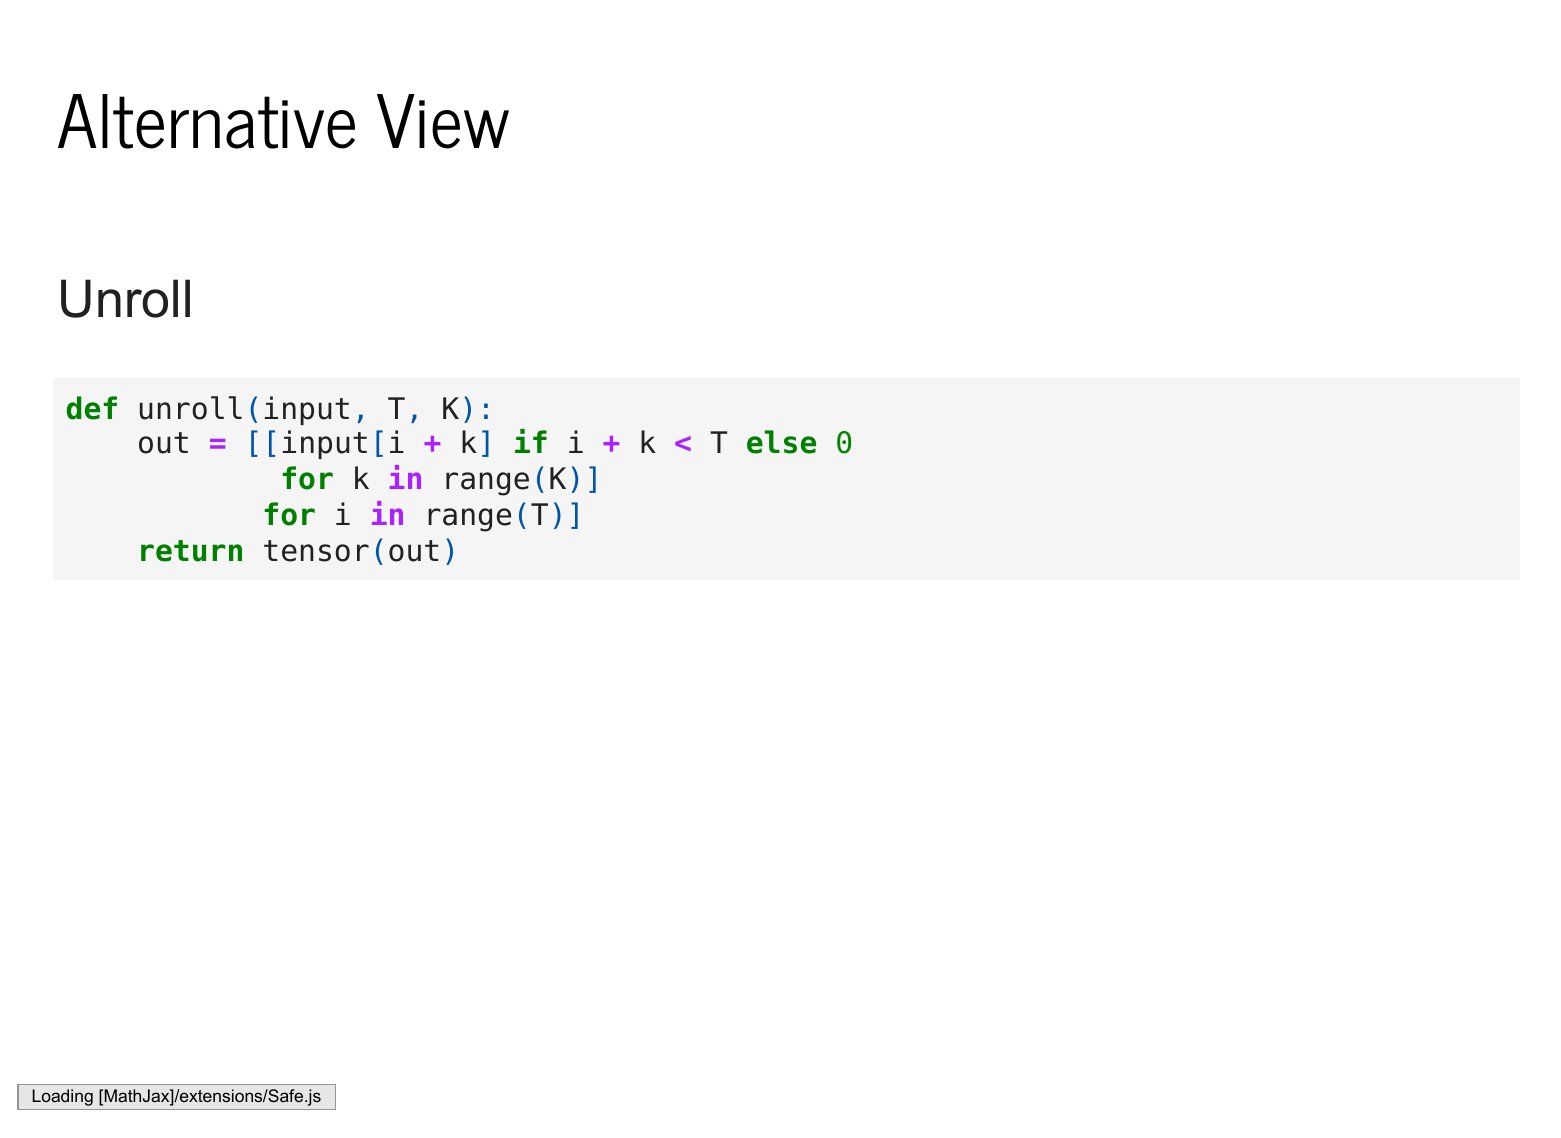 Alternative View
Unroll
def unroll(input, T, K):
    out = [[input[i + k] if i + k < T else 0
            for k in range(K)]
           for i in range(T)]
    return tensor(out)
Loading [MathJax]/extensions/Safe.js